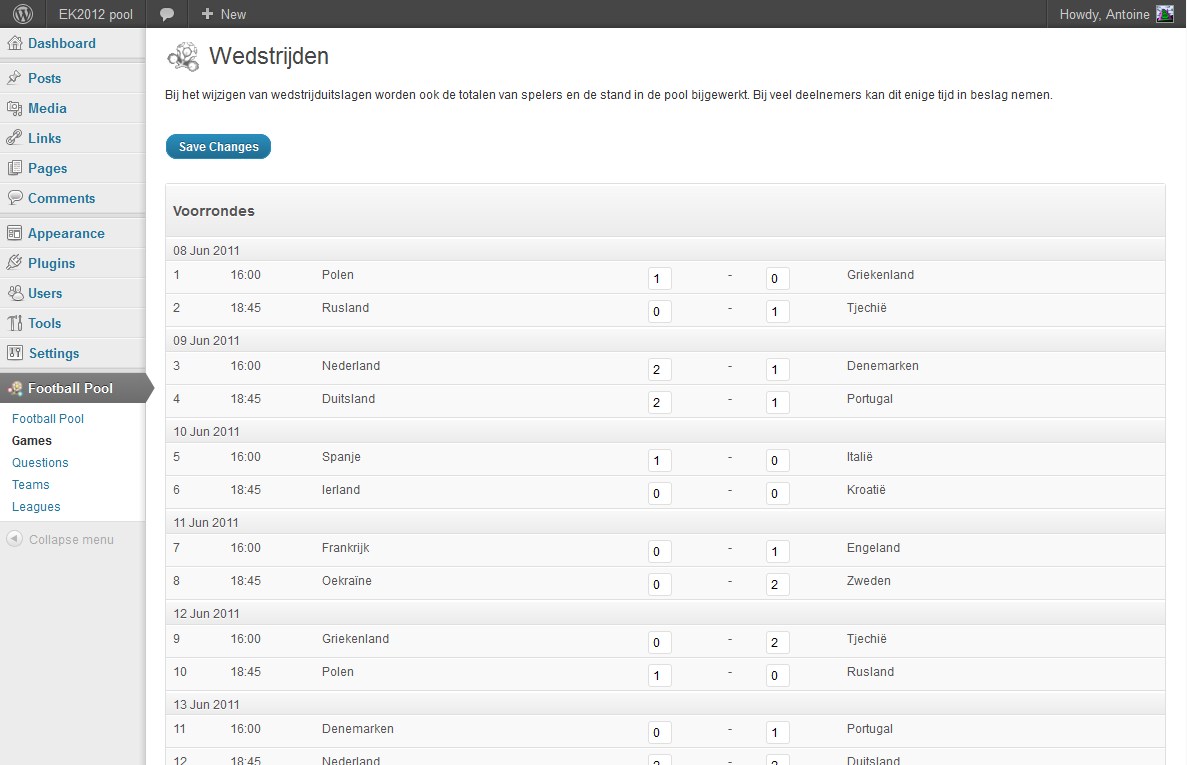 EK2012 pool New Howdy, Antoine
Dashboard
Posts
Media
Links
Pages
Comments
Appearance
Plugins
Users
Tools
Settings
Football Pool
Football Pool
Games
Questions
Teams
Leagues
Collapse menu
Wedstrijden
Bij het wijzigen van wedstrijduitslagen worden ook de totalen van spelers en de stand in de pool bijgewerkt. Bij veel deelnemers kan dit enige tijd in beslag nemen.
Save Changes
Voorrondes
08 Jun 2011
1 16:00 Polen 1 - 0 Griekenland
2 18:45 Rusland 0 - 1 Tjechië
09 Jun 2011
3 16:00 Nederland 2 - 1 Denemarken
4 18:45 Duitsland 2 - 1 Portugal
10 Jun 2011
5 16:00 Spanje 1 - 0 Italië
6 18:45 Ierland 0 - 0 Kroatië
11 Jun 2011
7 16:00 Frankrijk 0 - 1 Engeland
8 18:45 Oekraïne 0 - 2 Zweden
12 Jun 2011
9 16:00 Griekenland 0 - 2 Tjechië
10 18:45 Polen 1 - 0 Rusland
13 Jun 2011
11 16:00 Denemarken 0 - 1 Portugal
12 18:45 Nederland - Duitsland